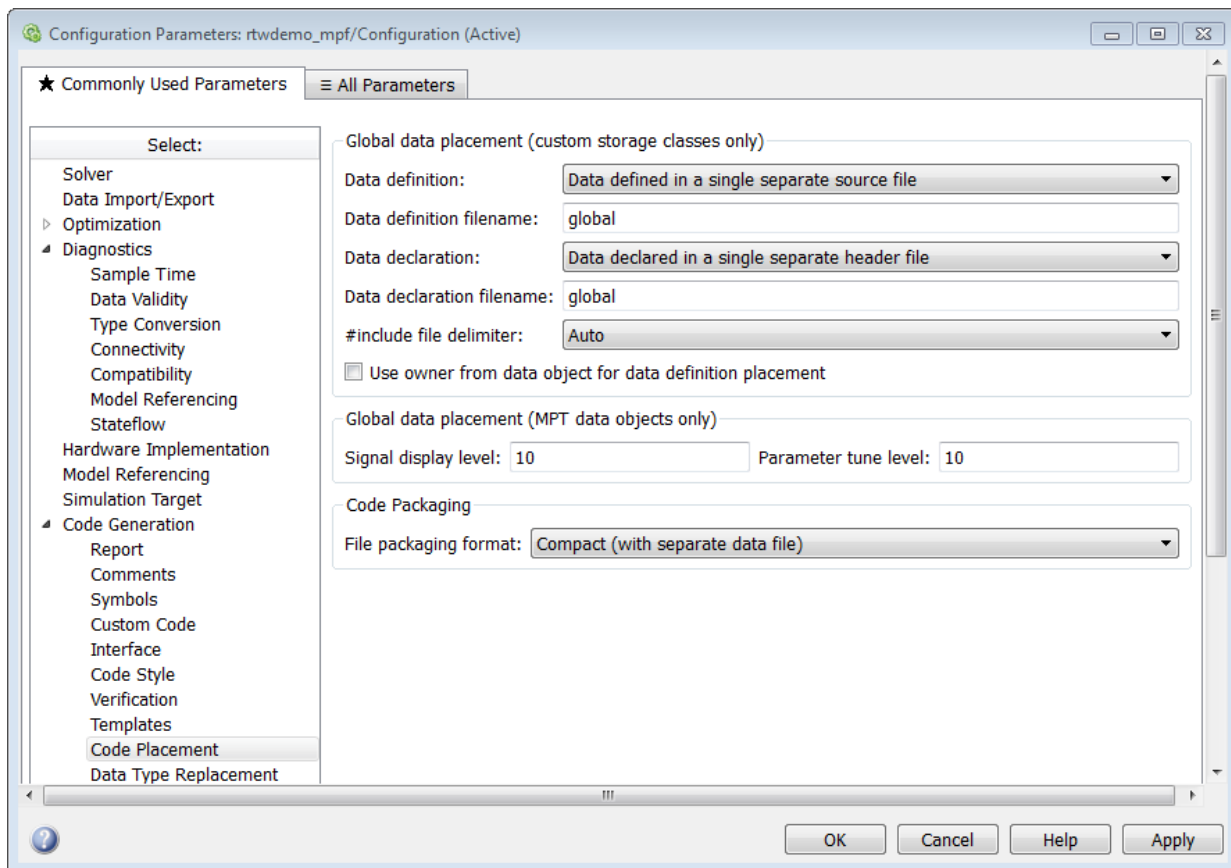 Configuration Parameters: rtwdemo_mpf/Configuration (Active)
★ Commonly Used Parameters
≡ All Parameters
Select:
Solver
Data Import/Export
Optimization
Diagnostics
Sample Time
Data Validity
Type Conversion
Connectivity
Compatibility
Model Referencing
Stateflow
Hardware Implementation
Model Referencing
Simulation Target
Code Generation
Report
Comments
Symbols
Custom Code
Interface
Code Style
Verification
Templates
Code Placement
Data Type Replacement
Global data placement (custom storage classes only)
Data definition: Data defined in a single separate source file
Data definition filename: global
Data declaration: Data declared in a single separate header file
Data declaration filename: global
#include file delimiter: Auto
Use owner from data object for data definition placement
Global data placement (MPT data objects only)
Signal display level: 10 Parameter tune level: 10
Code Packaging
File packaging format: Compact (with separate data file)
OK Cancel Help Apply